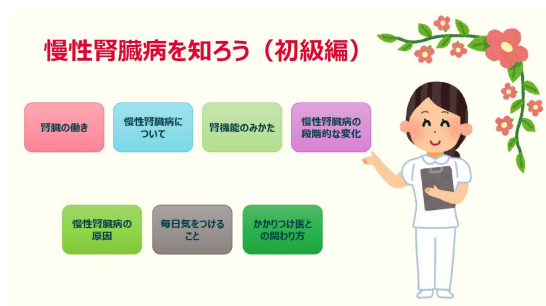 慢性腎臓病を知ろう（初級編）
腎臓の働き
慢性腎臓病に
ついて
腎機能のみかた
慢性腎臓病の
段階的な変化
慢性腎臓病の
原因
毎日気をつける
こと
かかりつけ医と
の関わり方